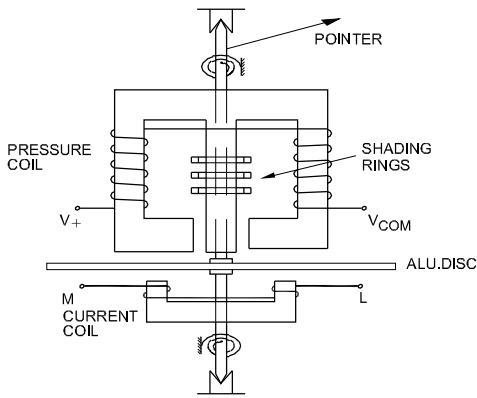 POINTER
PRESSURE
COIL
SHADING
RINGS
V+
VCOM
ALU.DISC
M
L
CURRENT
COIL